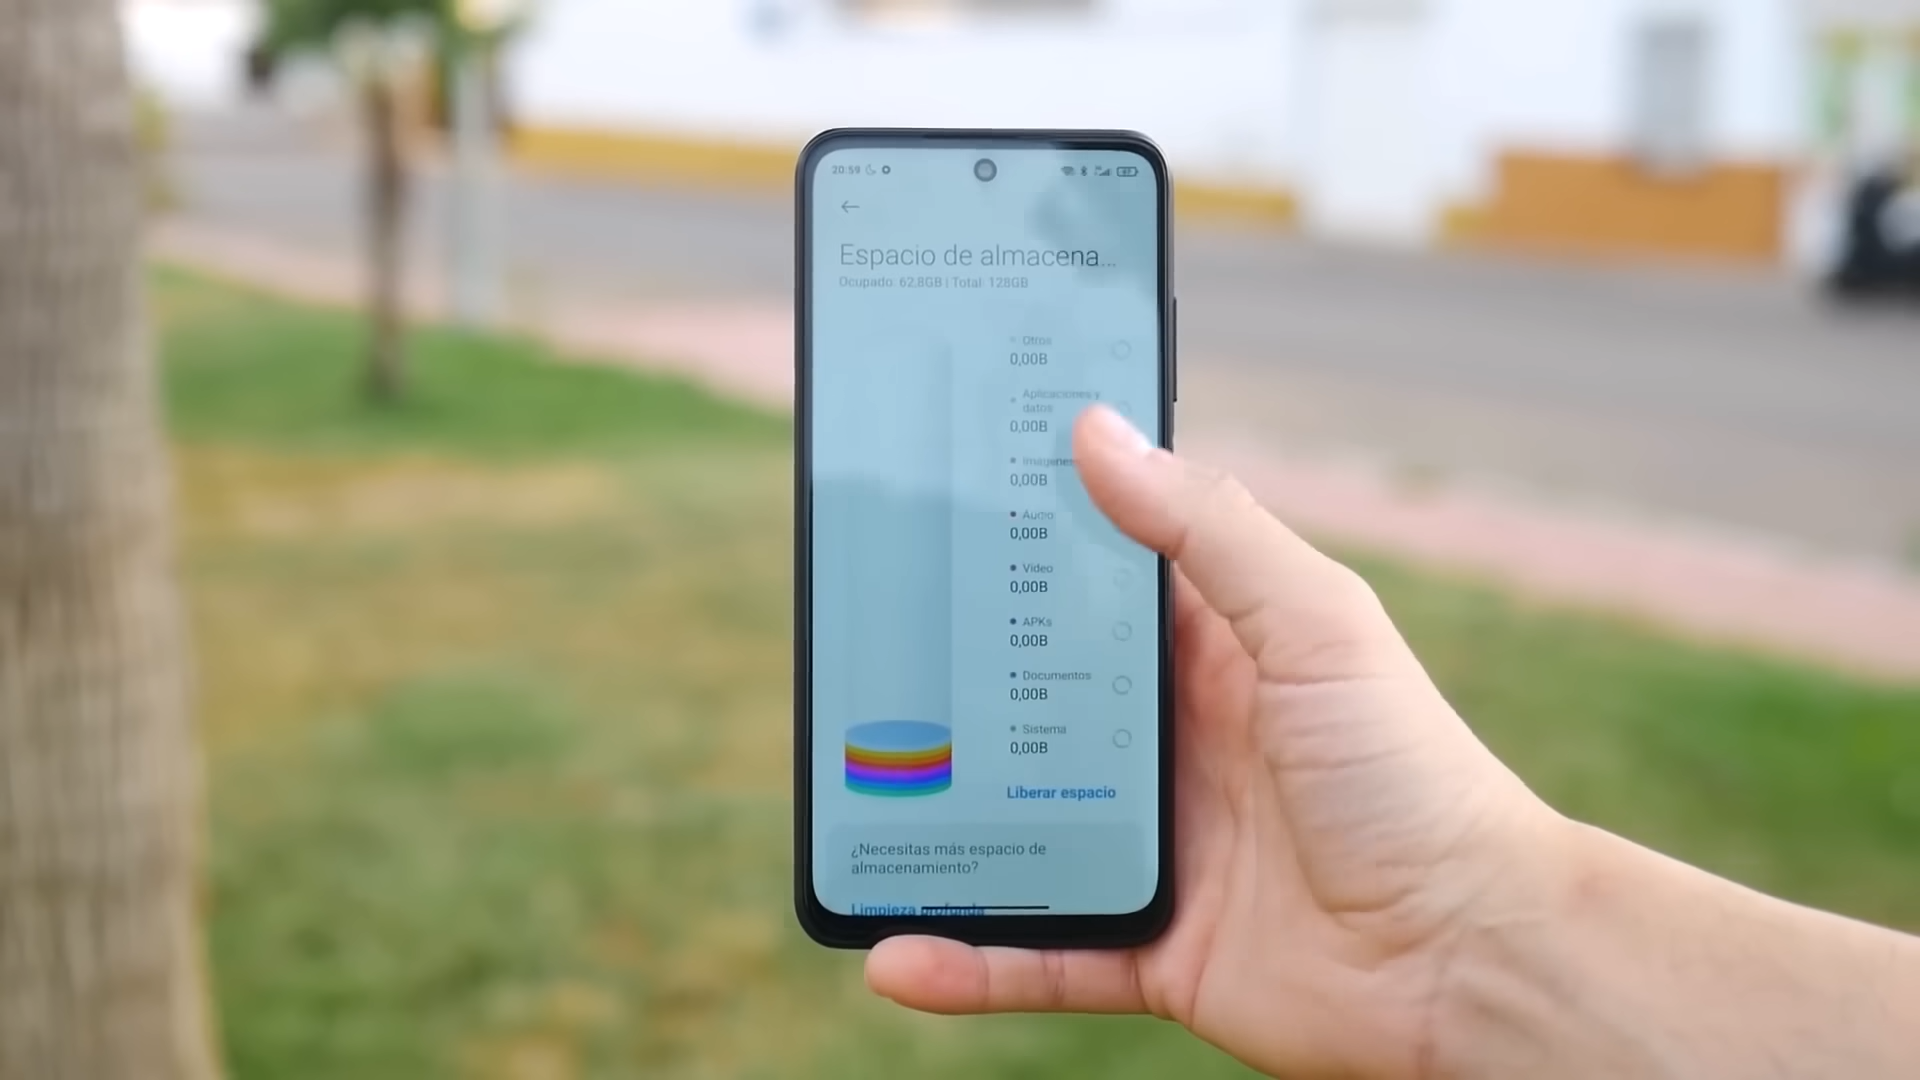 20:59
Espacio de almacena...
Ocupado: 62,8GB | Total: 128GB
Otros
0,00B
Aplicaciones y
datos
0,00B
Imágenes
0,00B
Audio
0,00B
Vídeo
0,00B
APKs
0,00B
Documentos
0,00B
Sistema
0,00B
Liberar espacio
¿Necesitas más espacio de
almacenamiento?
Limpieza profunda